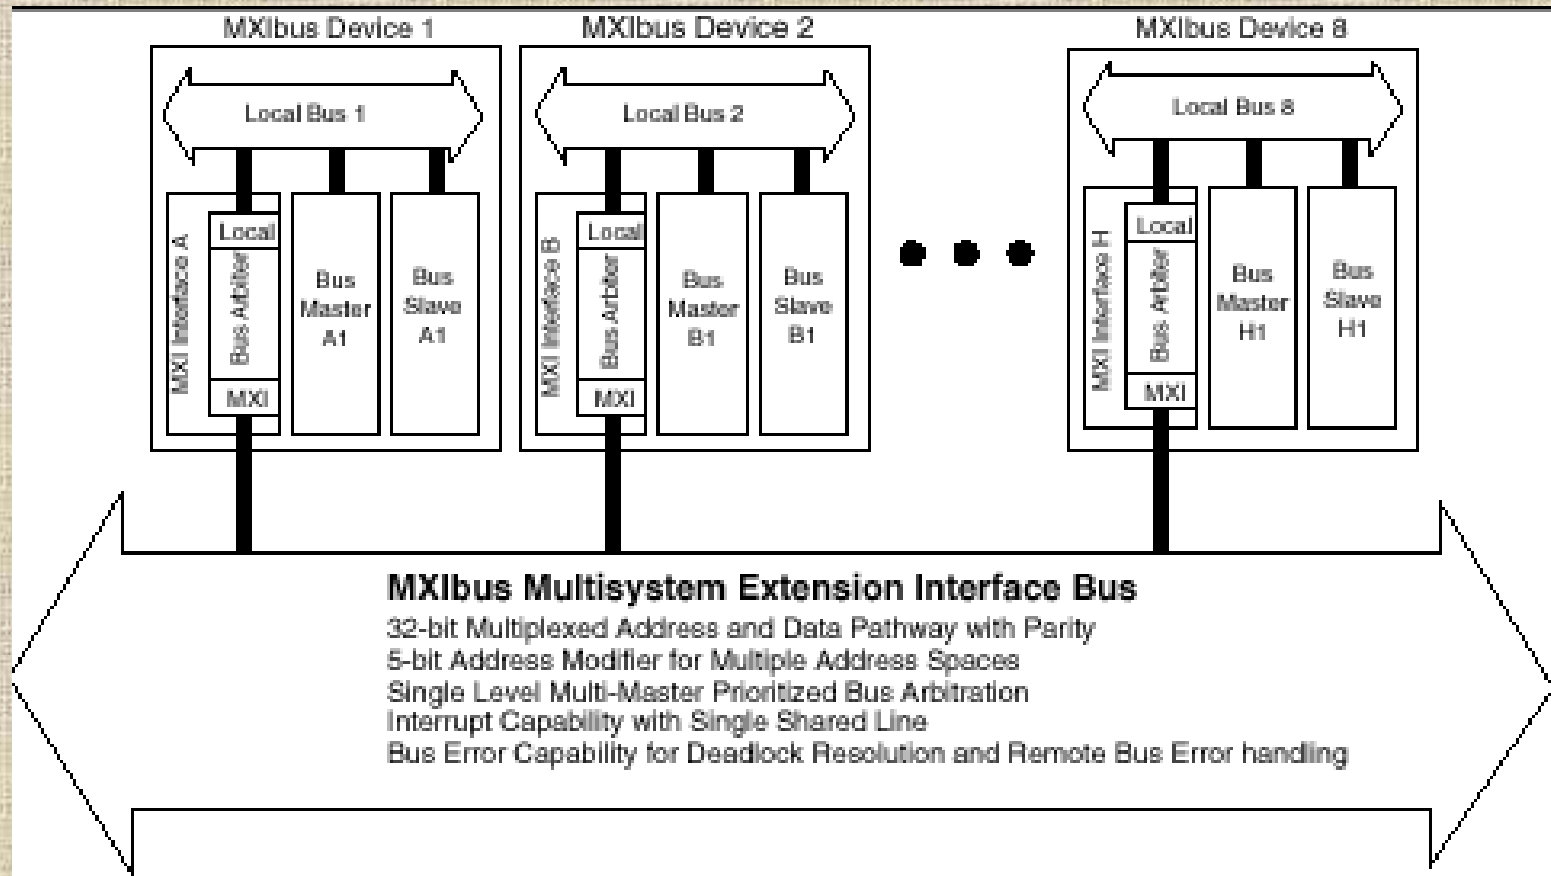 MXIbus Device 1
MXIbus Device 2
MXIbus Device 8
Local Bus 1
Local Bus 2
Local Bus 8
MXI Interface A
Local
Bus Arbiter
MXI
Bus
Master
A1
Bus
Slave
A1
MXI Interface B
Local
Bus Arbiter
MXI
Bus
Master
B1
Bus
Slave
B1
MXI Interface H
Local
Bus Arbiter
MXI
Bus
Master
H1
Bus
Slave
H1
MXIbus Multisystem Extension Interface Bus
32-bit Multiplexed Address and Data Pathway with Parity
5-bit Address Modifier for Multiple Address Spaces
Single Level Multi-Master Prioritized Bus Arbitration
Interrupt Capability with Single Shared Line
Bus Error Capability for Deadlock Resolution and Remote Bus Error handling